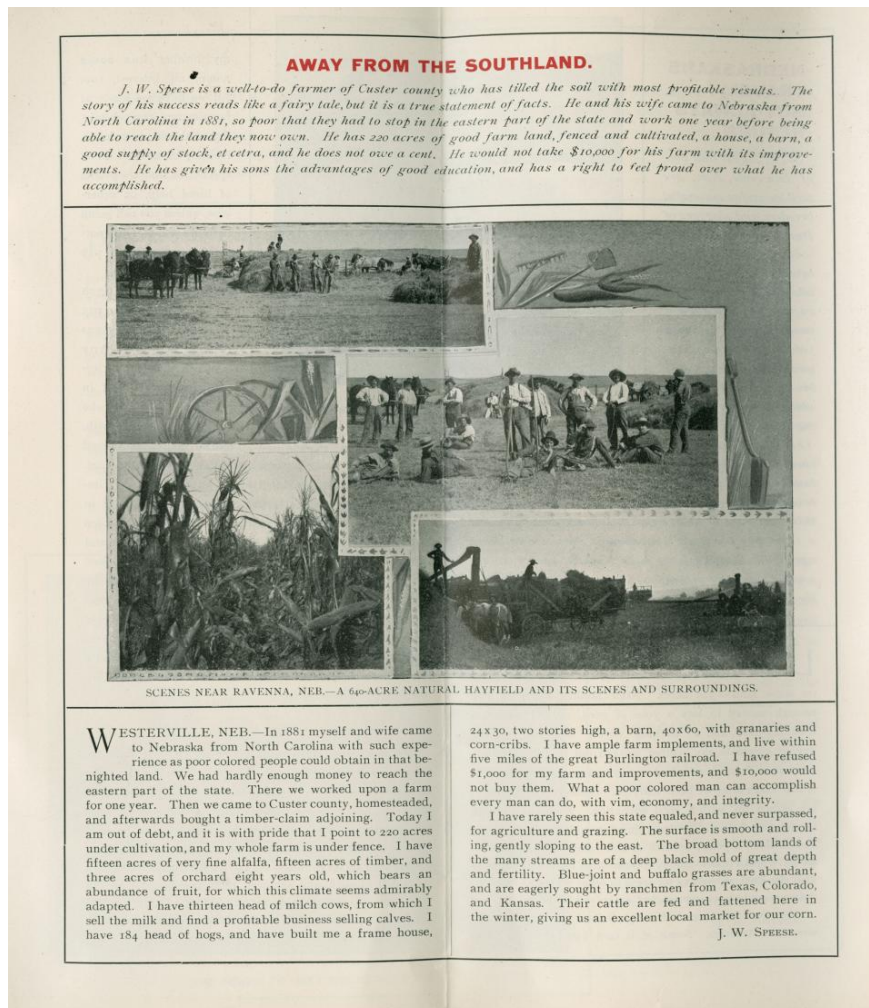 AWAY FROM THE SOUTHLAND.
J. W. Speese is a well-to-do farmer of Custer county who has tilled the soil with most profitable results. The
story of his success reads like a fairy tale, but it is a true statement of facts. He and his wife came to Nebraska from
North Carolina in 1881, so poor that they had to stop in the eastern part of the state and work one year before being
able to reach the land they now own. He has 220 acres of good farm land, fenced and cultivated, a house, a barn, a
good supply of stock, et cetra, and he does not owe a cent. He would not take $10,000 for his farm with its improve-
ments. He has given his sons the advantages of good education, and has a right to feel proud over what he has
accomplished.
SCENES NEAR RAVENNA, NEB.—A 640-ACRE NATURAL HAYFIELD AND ITS SCENES AND SURROUNDINGS.
WESTERVILLE, NEB.—In 1881 myself and wife came
to Nebraska from North Carolina with such expe-
rience as poor colored people could obtain in that be-
nighted land. We had hardly enough money to reach the
eastern part of the state. There we worked upon a farm
for one year. Then we came to Custer county, homesteaded,
and afterwards bought a timber-claim adjoining. Today I
am out of debt, and it is with pride that I point to 220 acres
under cultivation, and my whole farm is under fence. I have
fifteen acres of very fine alfalfa, fifteen acres of timber, and
three acres of orchard eight years old, which bears an
abundance of fruit, for which this climate seems admirably
adapted. I have thirteen head of milch cows, from which I
sell the milk and find a profitable business selling calves. I
have 184 head of hogs, and have built me a frame house,
24x30, two stories high, a barn, 40x60, with granaries and
corn-cribs. I have ample farm implements, and live within
five miles of the great Burlington railroad. I have refused
$1,000 for my farm and improvements, and $10,000 would
not buy them. What a poor colored man can accomplish
every man can do, with vim, economy, and integrity.
I have rarely seen this state equaled, and never surpassed,
for agriculture and grazing. The surface is smooth and roll-
ing, gently sloping to the east. The broad bottom lands of
the many streams are of a deep black mold of great depth
and fertility. Blue-joint and buffalo grasses are abundant,
and are eagerly sought by ranchmen from Texas, Colorado,
and Kansas. Their cattle are fed and fattened here in
the winter, giving us an excellent local market for our corn.
J. W. SPEESE.